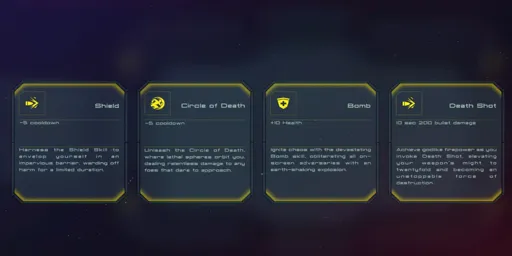 Shield
-5 cooldown
Harness the Shield Skill to
envelop yourself in an
impervious barrier, warding off
harm for a limited duration.
Circle of Death
-5 cooldown
Unleash the Circle of Death,
where lethal spheres orbit you,
dealing relentless damage to any
foes that dare to approach.
Bomb
+10 Health
Ignite chaos with the devastating
Bomb skill, obliterating all on-
screen adversaries with an
earth-shaking explosion.
Death Shot
10 sec 200 bullet damage
Achieve godlike firepower as you
invoke Death Shot, elevating
your weapon's might to
twentyfold and becoming an
unstoppable force of
destruction.